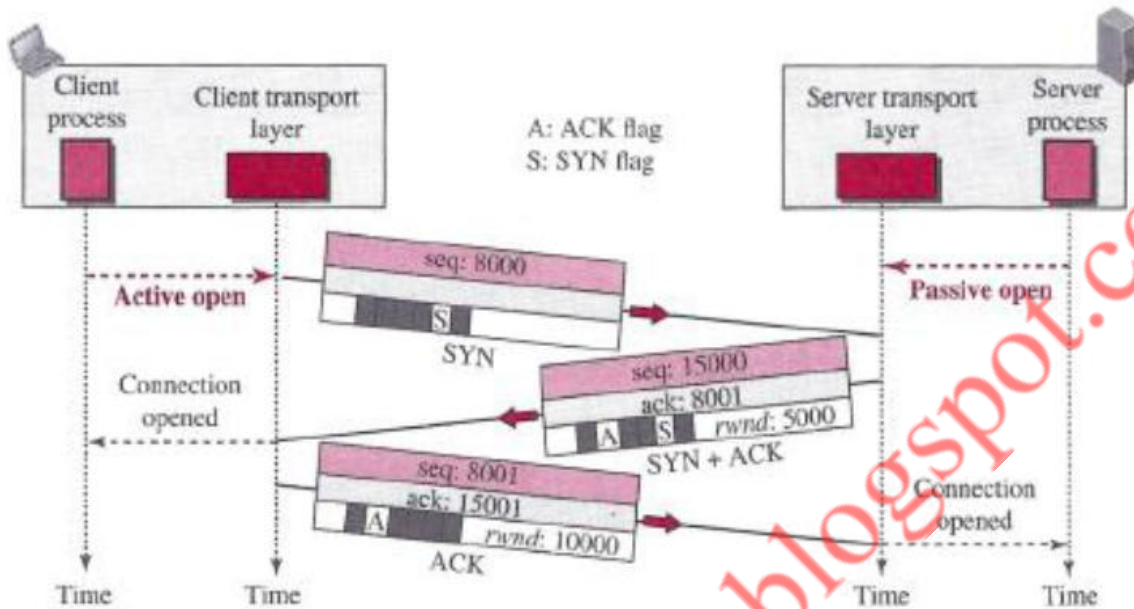 Client
process
Client transport
layer
A: ACK flag
S: SYN flag
Server transport
layer
Server
process
seq: 8000
Active open
Passive open
S
SYN
seq: 15000
ack: 8001
A S rwnd: 5000
SYN + ACK
Connection
opened
seq: 8001
ack: 15001
A rwnd: 10000
ACK
Connection
opened
Time
Time
Time
Time
blogspot.c